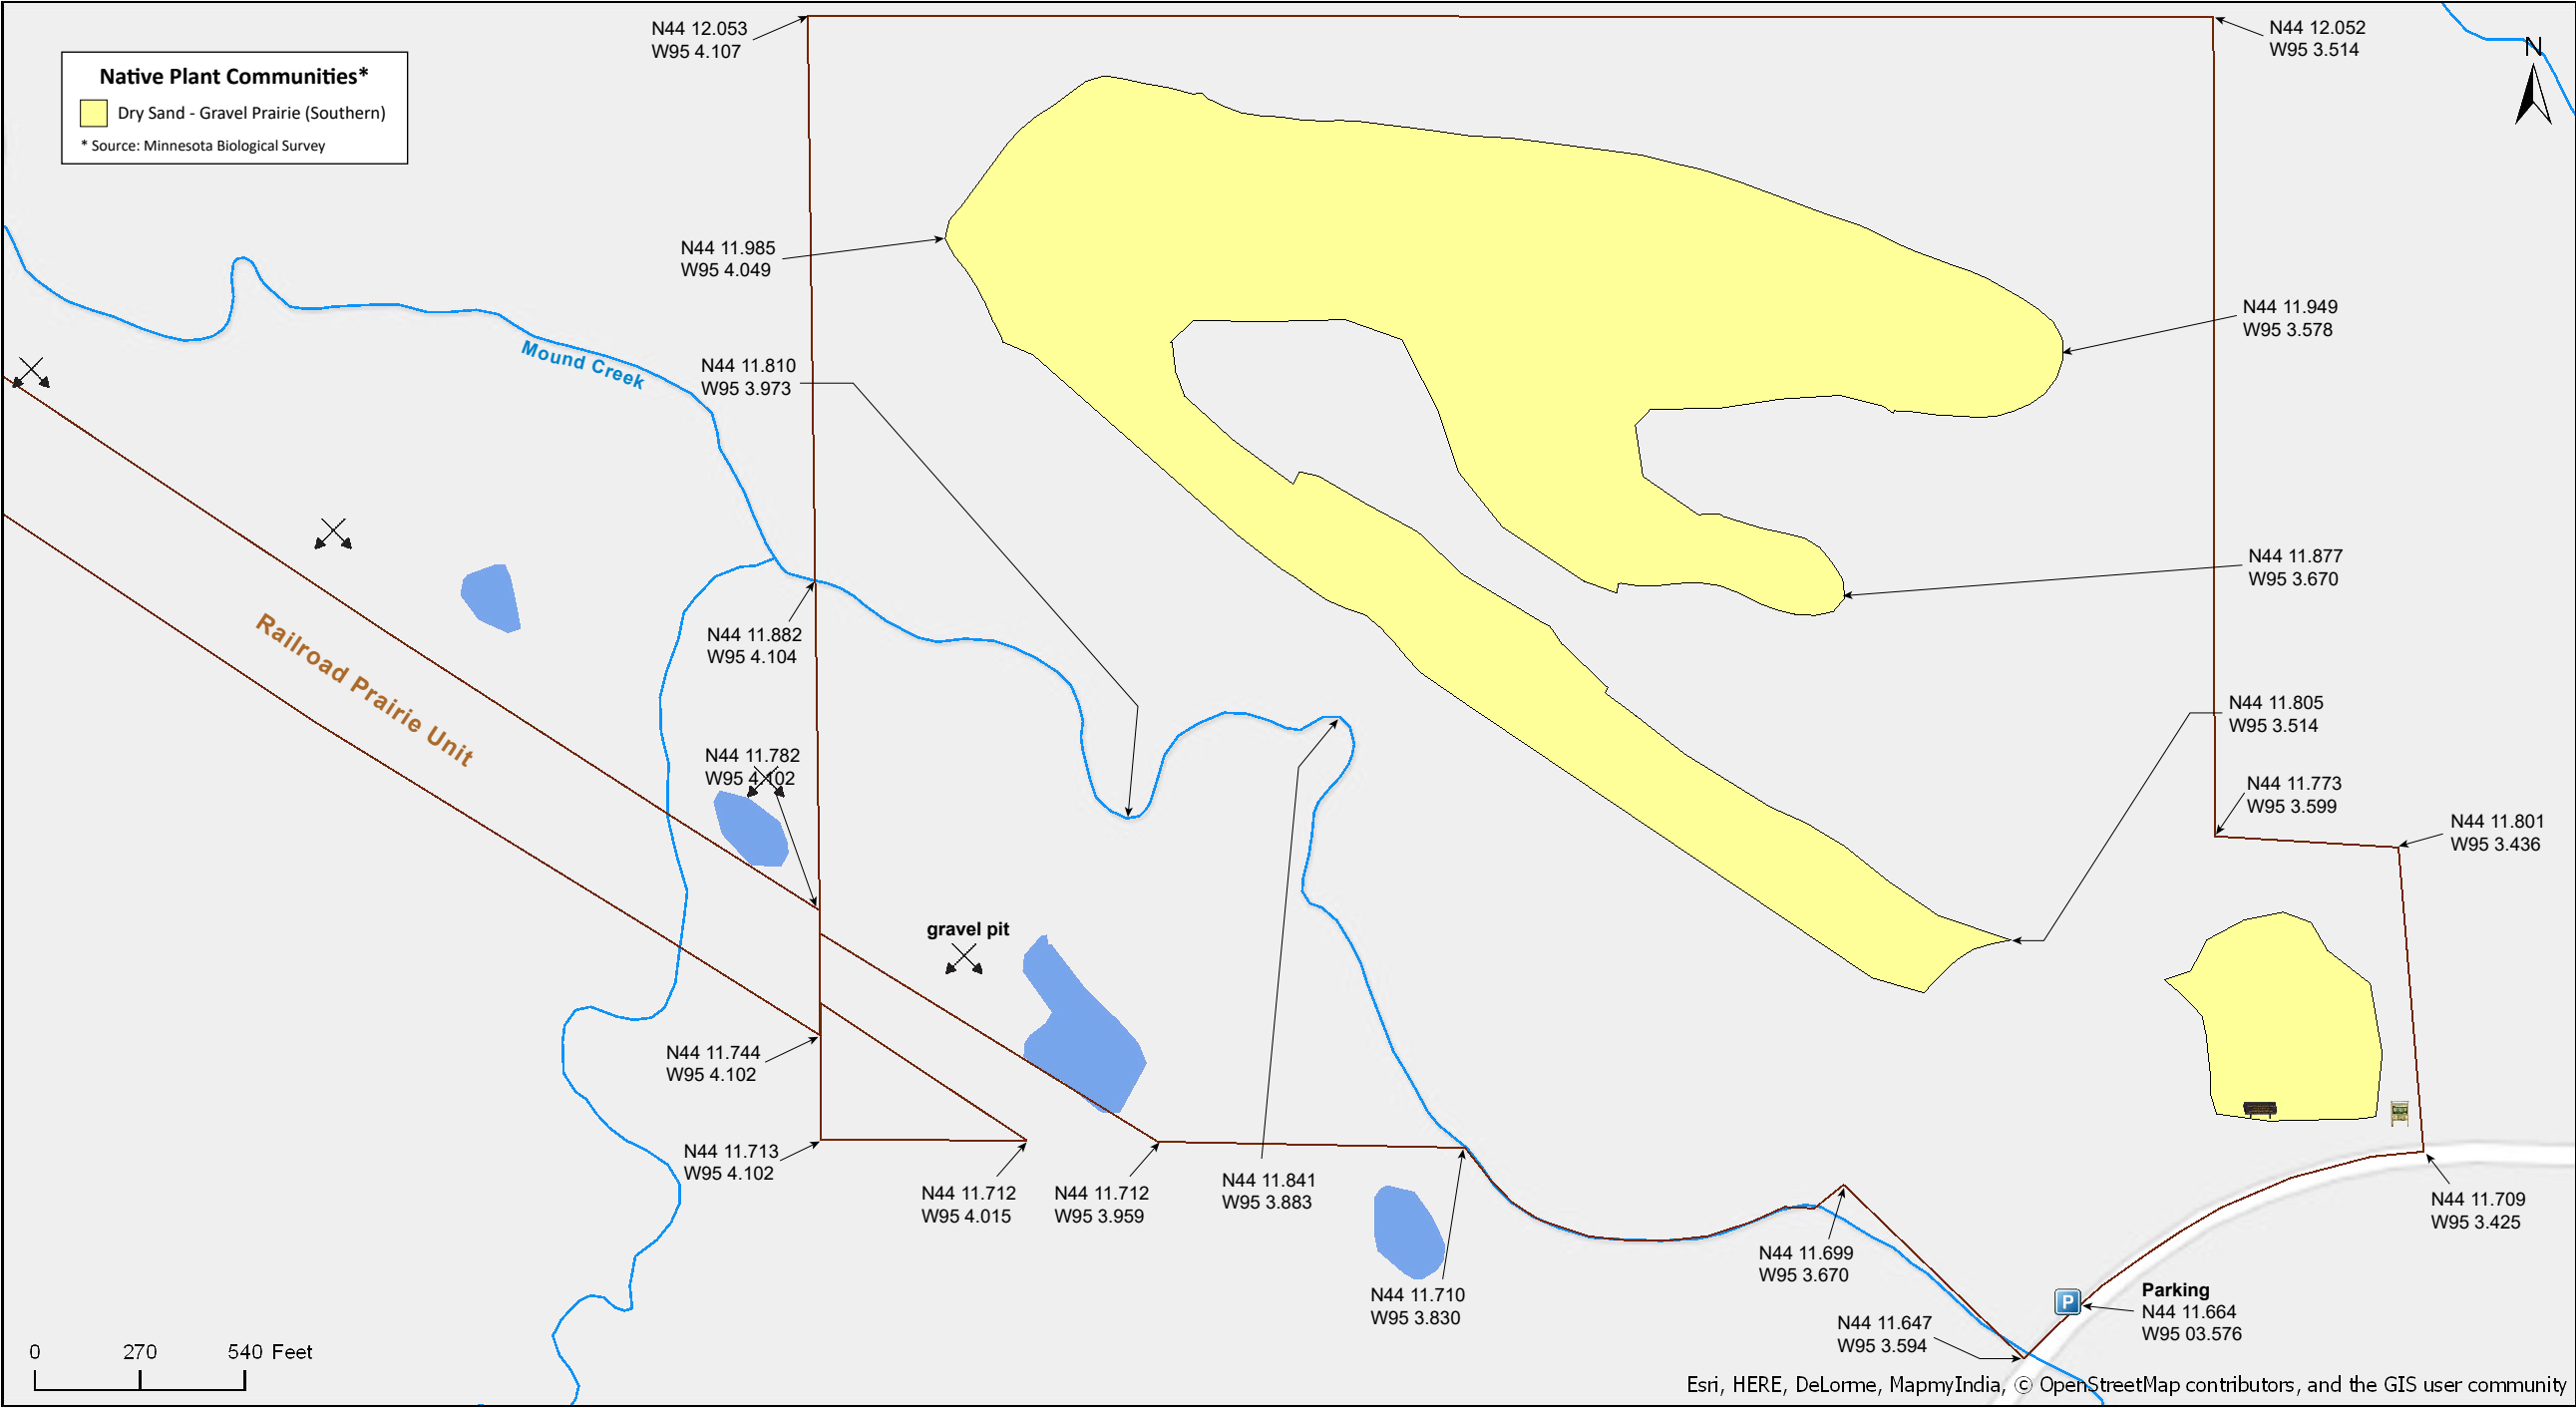 N44 12.053
W95 4.107
N44 12.052
W95 3.514
N
Native Plant Communities*
Dry Sand - Gravel Prairie (Southern)
* Source: Minnesota Biological Survey
N44 11.985
W95 4.049
N44 11.949
W95 3.578
Mound Creek
N44 11.810
W95 3.973
N44 11.877
W95 3.670
N44 11.882
W95 4.104
Railroad Prairie Unit
N44 11.805
W95 3.514
N44 11.782
W95 4.102
N44 11.773
W95 3.599
N44 11.801
W95 3.436
gravel pit
N44 11.744
W95 4.102
N44 11.713
W95 4.102
N44 11.712
W95 4.015
N44 11.712
W95 3.959
N44 11.841
W95 3.883
N44 11.709
W95 3.425
N44 11.699
W95 3.670
N44 11.710
W95 3.830
P
Parking
N44 11.664
W95 03.576
N44 11.647
W95 3.594
0 270 540 Feet
Esri, HERE, DeLorme, MapmyIndia, © OpenStreetMap contributors, and the GIS user community